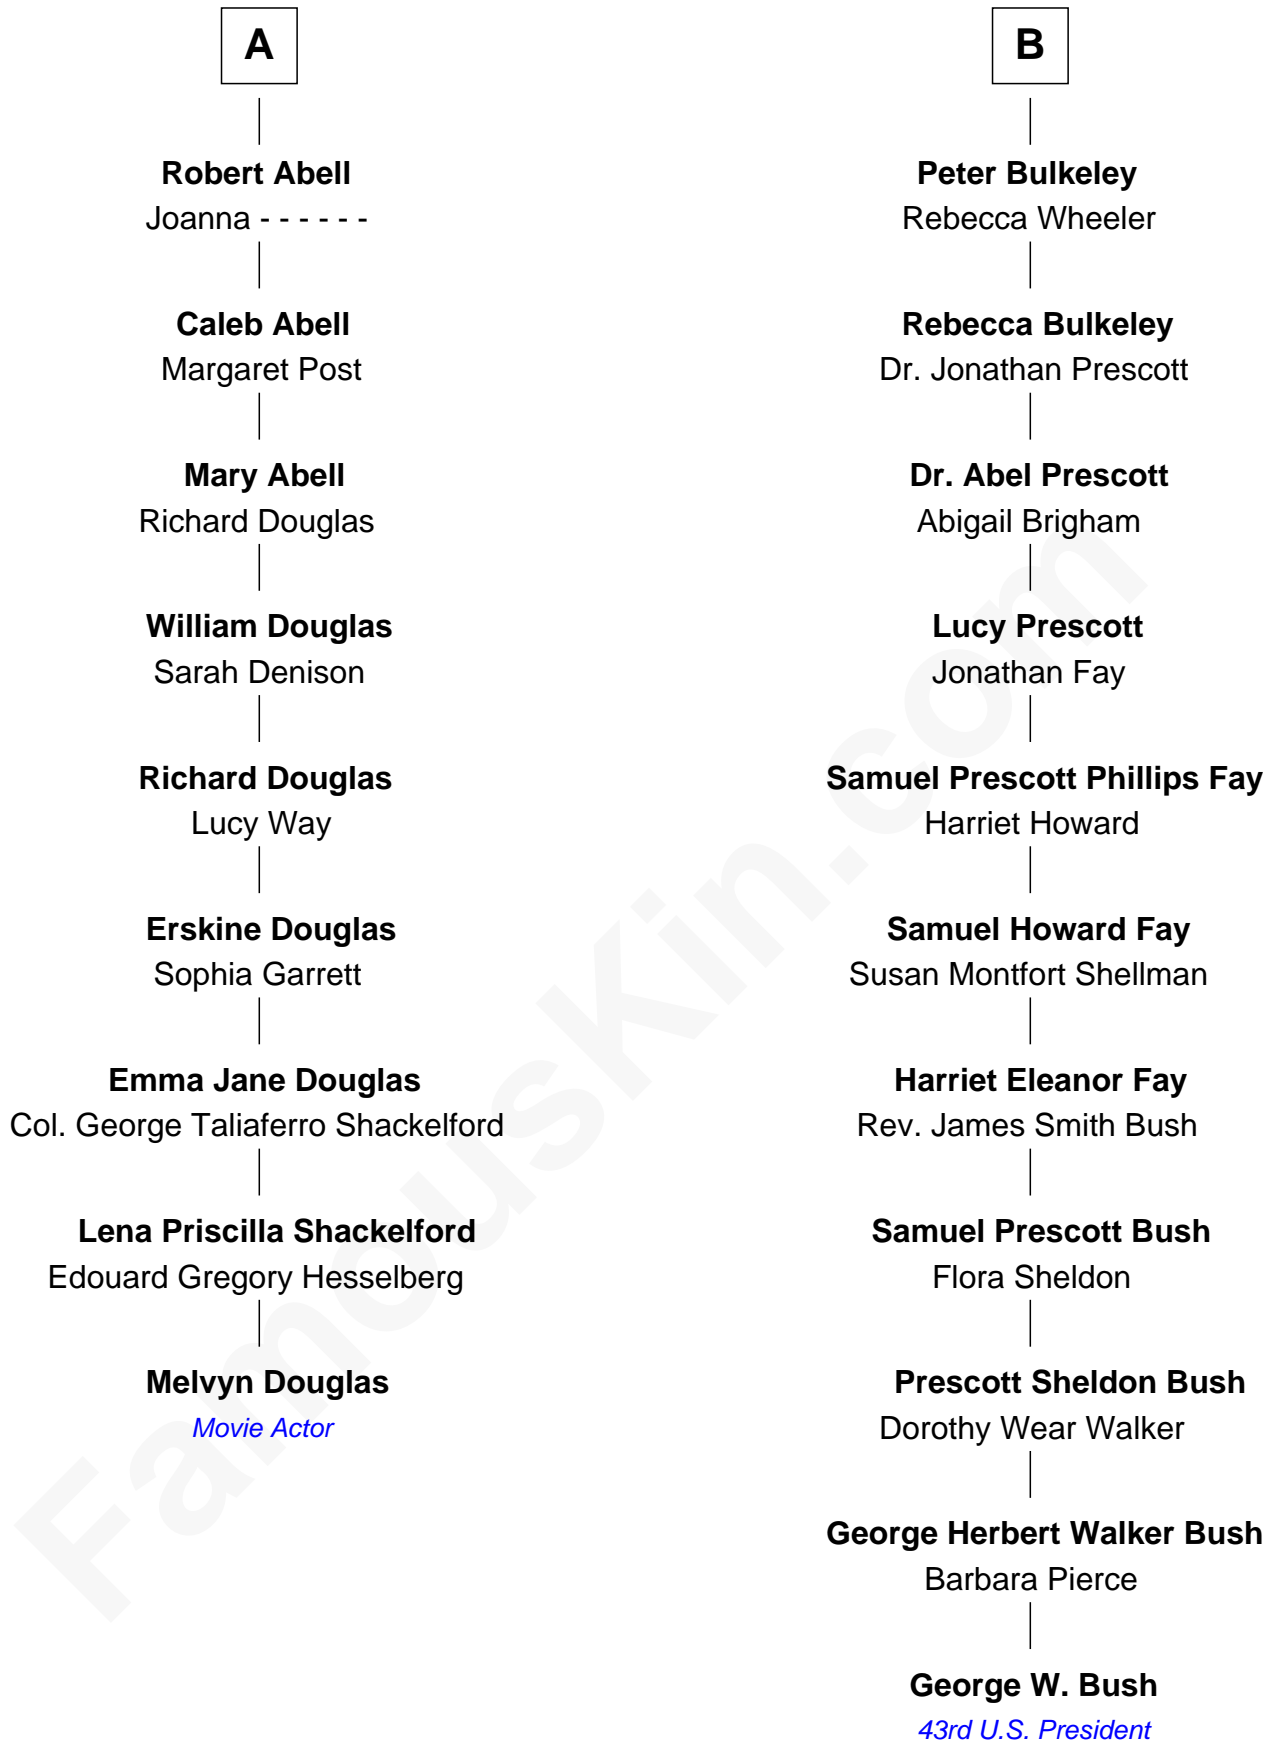 A
Robert Abell
Joanna - - - - - -
Caleb Abell
Margaret Post
Mary Abell
Richard Douglas
William Douglas
Sarah Denison
Richard Douglas
Lucy Way
Erskine Douglas
Sophia Garrett
Emma Jane Douglas
Col. George Taliaferro Shackelford
Lena Priscilla Shackelford
Edouard Gregory Hesselberg
Melvyn Douglas
Movie Actor
B
Peter Bulkeley
Rebecca Wheeler
Rebecca Bulkeley
Dr. Jonathan Prescott
Dr. Abel Prescott
Abigail Brigham
Lucy Prescott
Jonathan Fay
Samuel Prescott Phillips Fay
Harriet Howard
Samuel Howard Fay
Susan Montfort Shellman
Harriet Eleanor Fay
Rev. James Smith Bush
Samuel Prescott Bush
Flora Sheldon
Prescott Sheldon Bush
Dorothy Wear Walker
George Herbert Walker Bush
Barbara Pierce
George W. Bush
43rd U.S. President
FamousKin.com